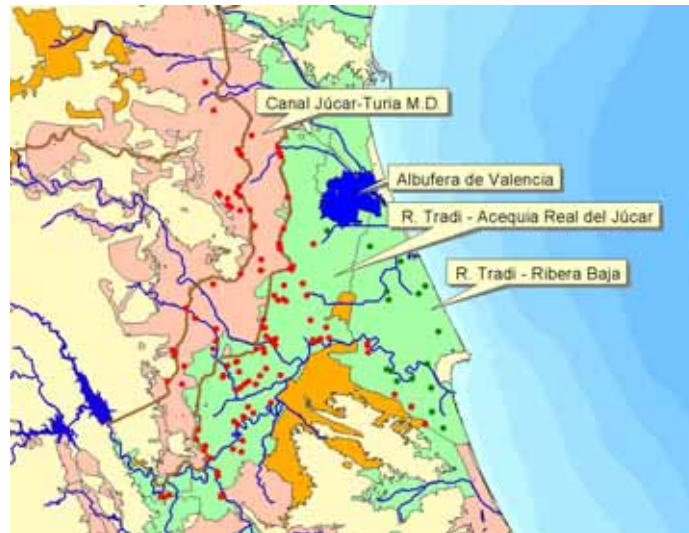 Canal Júcar-Turia M.D.
Albufera de Valencia
R. Tradi - Acequia Real del Júcar
R. Tradi - Ribera Baja